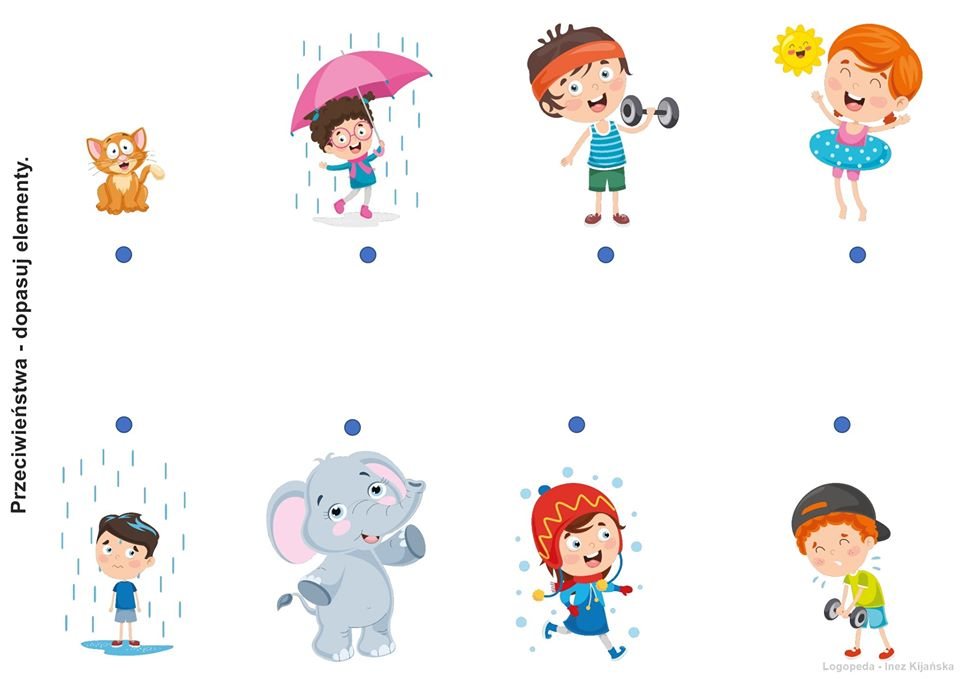 Przeciwieństwa - dopasuj elementy.
Logopeda - Inez Kijańska